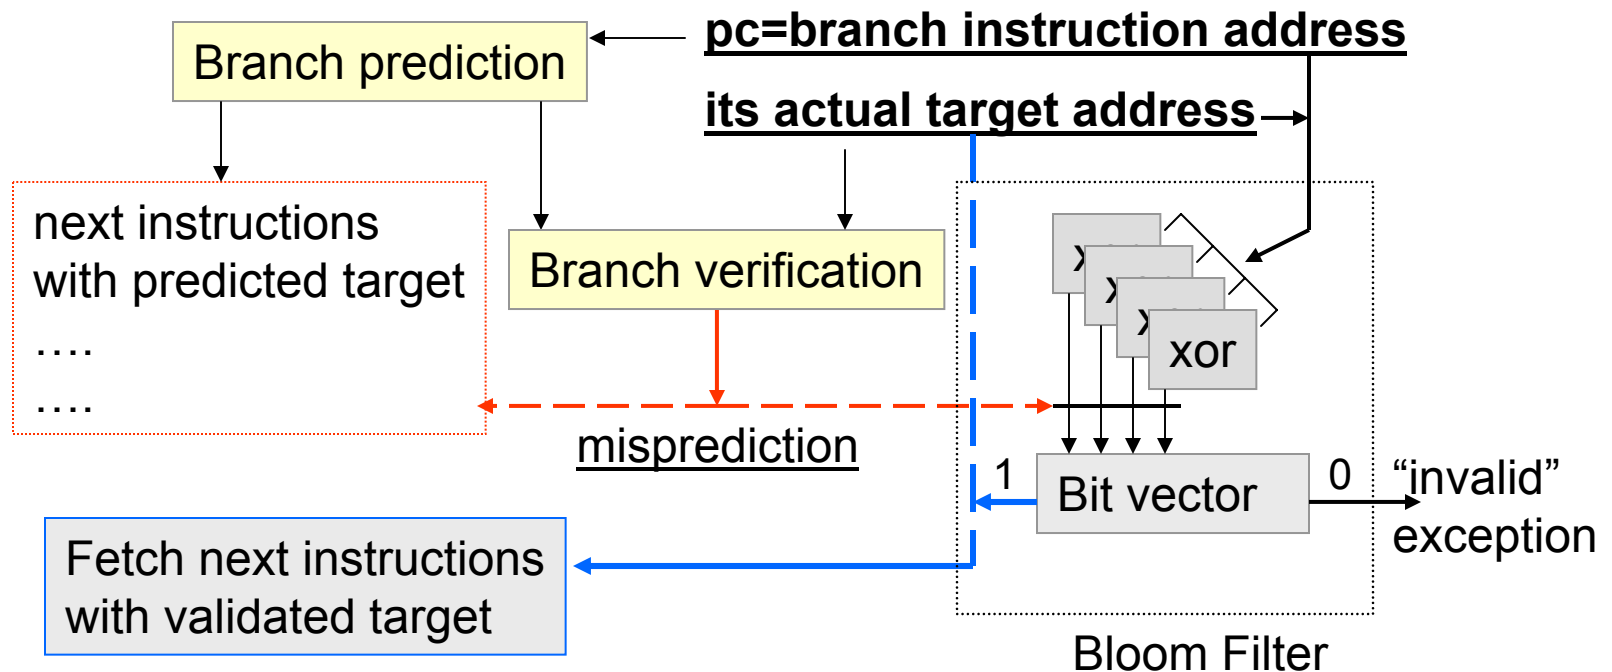 pc=branch instruction address
Branch prediction
its actual target address
next instructions
with predicted target
....
....
Branch verification
x
x
x
xor
misprediction
1
Bit vector
0
“invalid”
exception
Fetch next instructions
with validated target
Bloom Filter